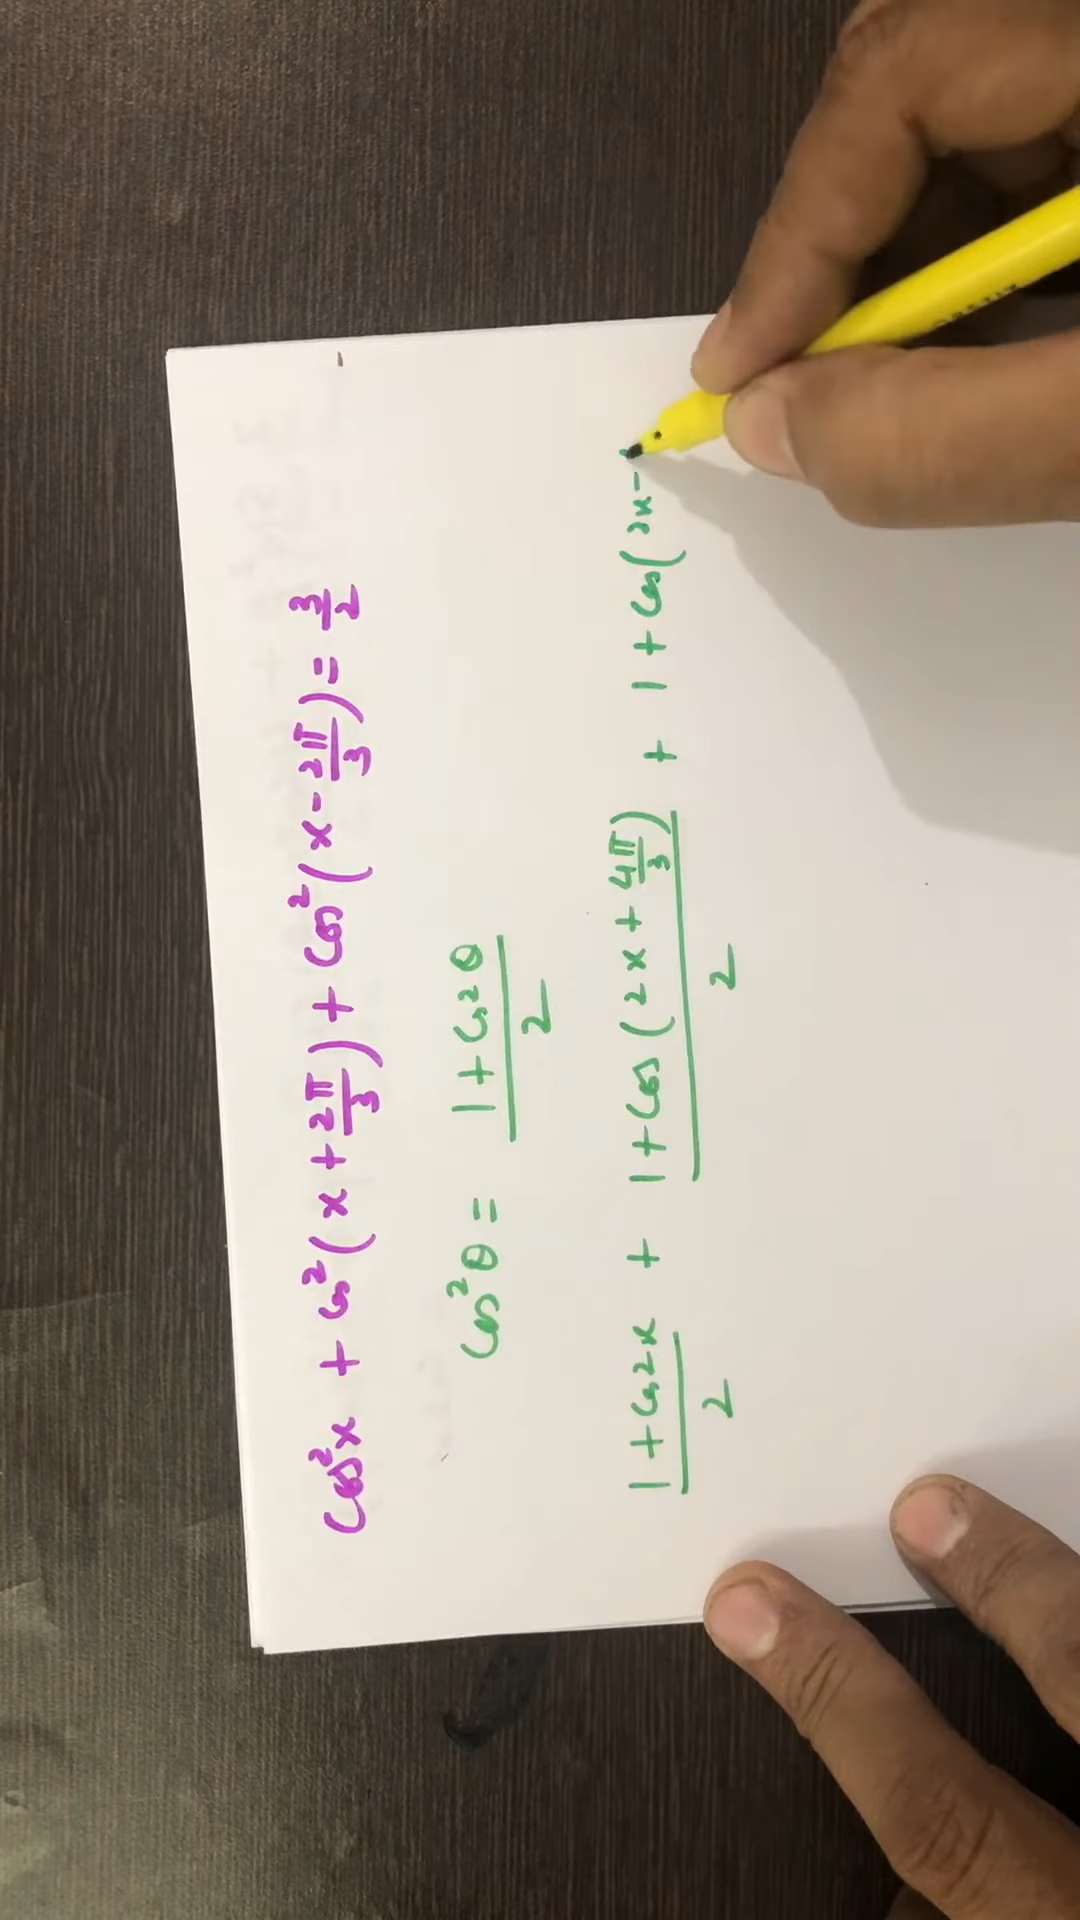 cos²x + cos²(x + 2π/3) + cos²(x - 2π/3) = 3/2
cos²θ = (1 + cos2θ)/2
(1 + cos2x)/2 + (1 + cos(2x + 4π/3))/2 + 1 + cos(2x -